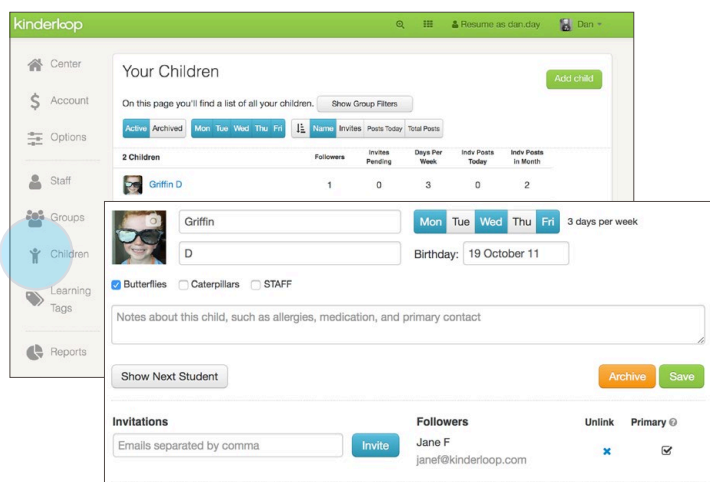 kinderloop
Resume as dan.day
Dan
Center
Account
Options
Staff
Groups
Children
Learning
Tags
Reports
Your Children
Add child
On this page you'll find a list of all your children. Show Group Filters
Active Archived Mon Tue Wed Thu Fri Name Invites Posts Today Total Posts
2 Children Followers Invites Pending Days Per Week Indv Posts Today Indv Posts in Month
Griffin D 1 0 3 0 2
Griffin Mon Tue Wed Thu Fri 3 days per week
D Birthday: 19 October 11
Butterflies Caterpillars STAFF
Notes about this child, such as allergies, medication, and primary contact
Show Next Student Archive Save
Invitations Followers Unlink Primary
Emails separated by comma Invite Jane F
janef@kinderloop.com